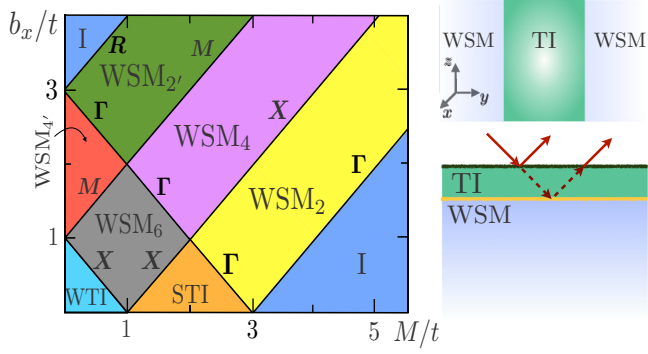 b_x/t
I
R
M
WSM_{2'}
3
Γ
X
WSM_{4'}
WSM_4
M
Γ
Γ
WSM_2
1
WSM_6
X
X
Γ
I
WTI
STI
1
3
5
M/t
WSM
TI
WSM
z
y
x
TI
WSM